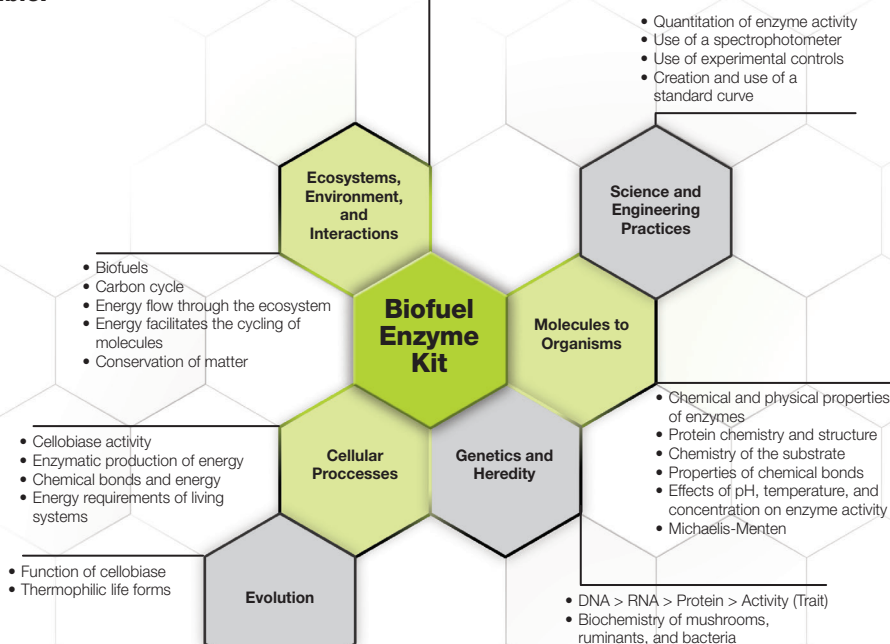 • Quantitation of enzyme activity
• Use of a spectrophotometer
• Use of experimental controls
• Creation and use of a
standard curve
Ecosystems,
Environment,
and
Interactions
Science and
Engineering
Practices
• Biofuels
• Carbon cycle
• Energy flow through the ecosystem
• Energy facilitates the cycling of
molecules
• Conservation of matter
Biofuel
Enzyme
Kit
Molecules to
Organisms
• Chemical and physical properties
of enzymes
• Protein chemistry and structure
• Chemistry of the substrate
• Properties of chemical bonds
• Effects of pH, temperature, and
concentration on enzyme activity
• Michaelis-Menten
• Cellobiase activity
• Enzymatic production of energy
• Chemical bonds and energy
• Energy requirements of living
systems
Cellular
Proccesses
Genetics and
Heredity
• Function of cellobiase
• Thermophilic life forms
Evolution
• DNA > RNA > Protein > Activity (Trait)
• Biochemistry of mushrooms,
ruminants, and bacteria